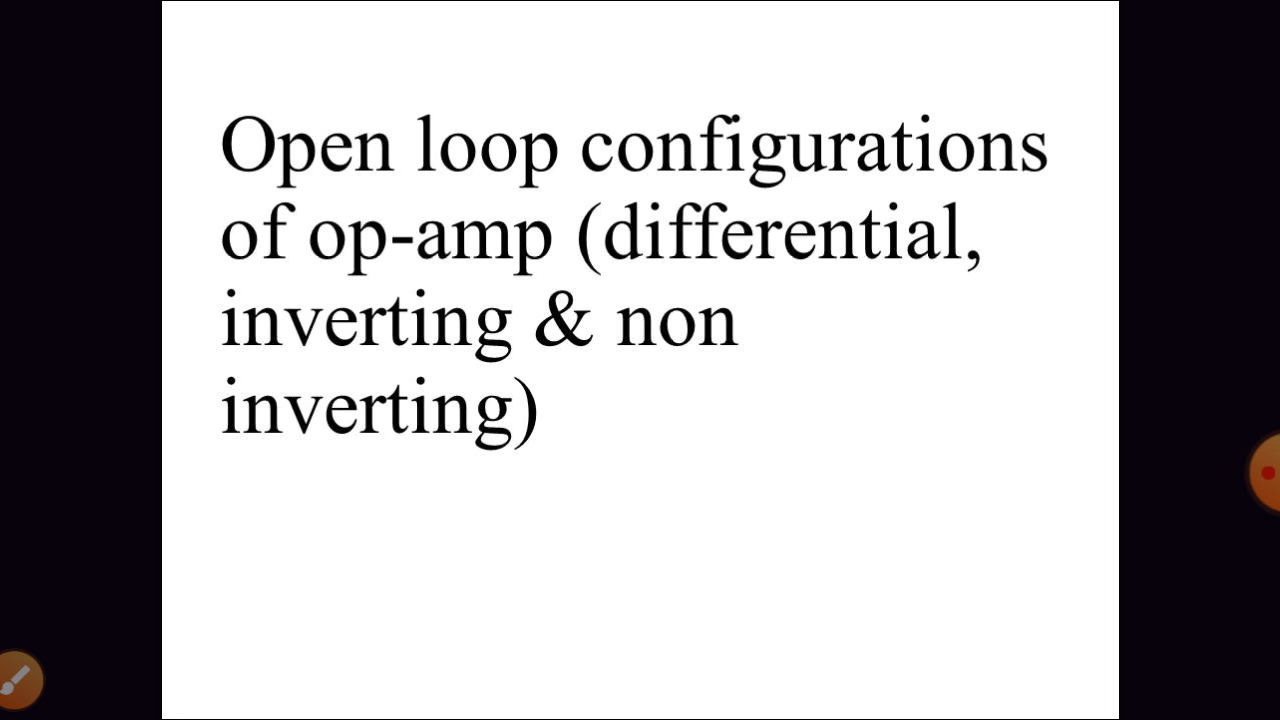 Open loop configurations
of op-amp (differential,
inverting & non
inverting)